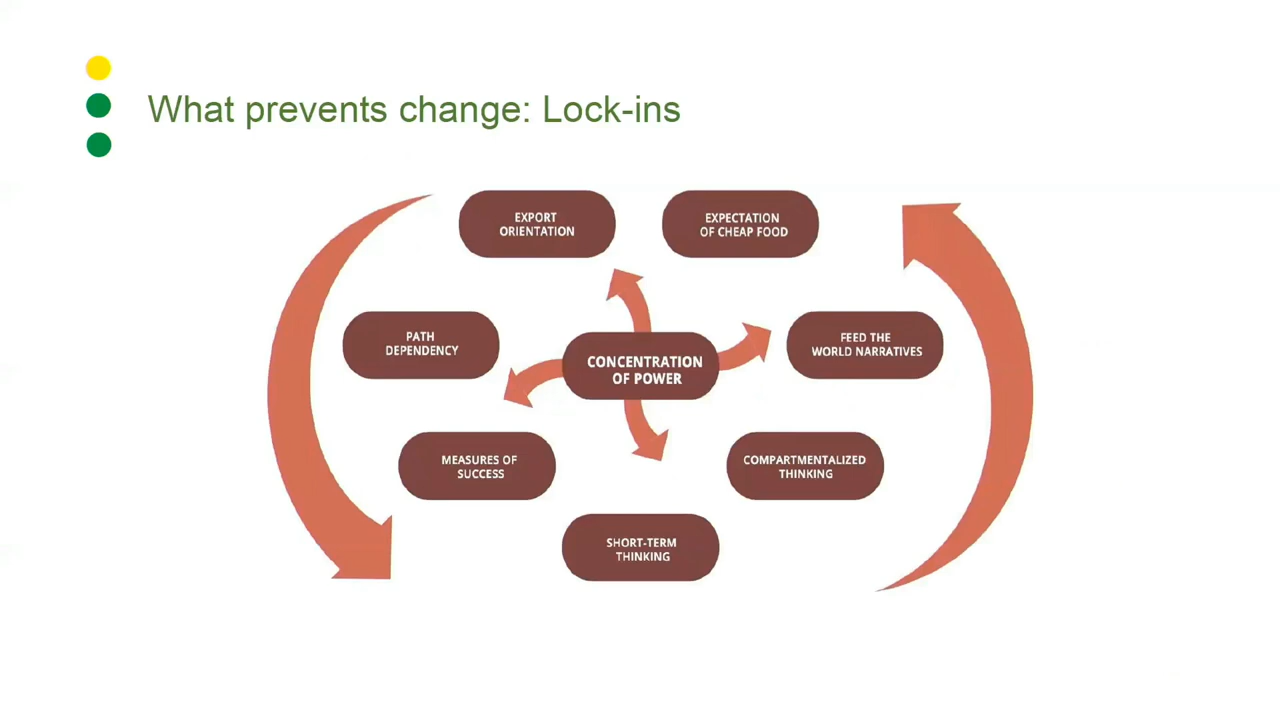 What prevents change: Lock-ins
EXPORT
ORIENTATION
EXPECTATION
OF CHEAP FOOD
PATH
DEPENDENCY
FEED THE
WORLD NARRATIVES
CONCENTRATION
OF POWER
MEASURES OF
SUCCESS
COMPARTMENTALIZED
THINKING
SHORT-TERM
THINKING